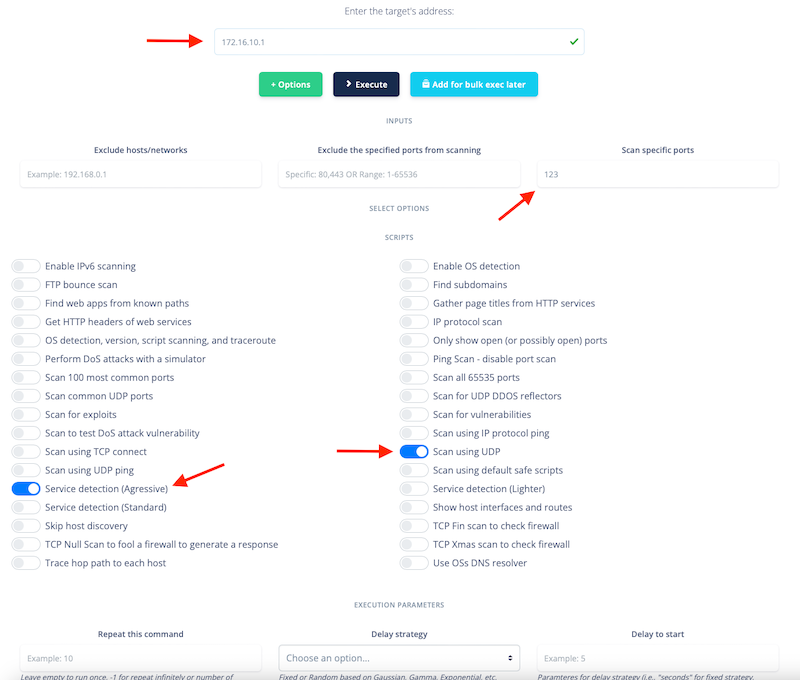 Enter the target's address:
172.16.10.1
+ Options
Execute
Add for bulk exec later
INPUTS
Exclude hosts/networks
Exclude the specified ports from scanning
Scan specific ports
Example: 192.168.0.1
Specific: 80,443 OR Range: 1-65536
123
SELECT OPTIONS
SCRIPTS
Enable IPv6 scanning
Enable OS detection
FTP bounce scan
Find subdomains
Find web apps from known paths
Gather page titles from HTTP services
Get HTTP headers of web services
IP protocol scan
OS detection, version, script scanning, and traceroute
Only show open (or possibly open) ports
Perform DoS attacks with a simulator
Ping Scan - disable port scan
Scan 100 most common ports
Scan all 65535 ports
Scan common UDP ports
Scan for UDP DDOS reflectors
Scan for exploits
Scan for vulnerabilities
Scan to test DoS attack vulnerability
Scan using IP protocol ping
Scan using TCP connect
Scan using UDP
Scan using UDP ping
Scan using default safe scripts
Service detection (Agressive)
Service detection (Lighter)
Service detection (Standard)
Show host interfaces and routes
Skip host discovery
TCP Fin scan to check firewall
TCP Null Scan to fool a firewall to generate a response
TCP Xmas scan to check firewall
Trace hop path to each host
Use OSs DNS resolver
EXECUTION PARAMETERS
Repeat this command
Delay strategy
Delay to start
Example: 10
Choose an option...
Example: 5
Leave empty to run once, -1 for repeat infinitely or number of
Fixed or Random based on Gaussian, Gamma, Exponential, etc.
Paramteres for delay strategy (i.e., "seconds" for fixed strategy,